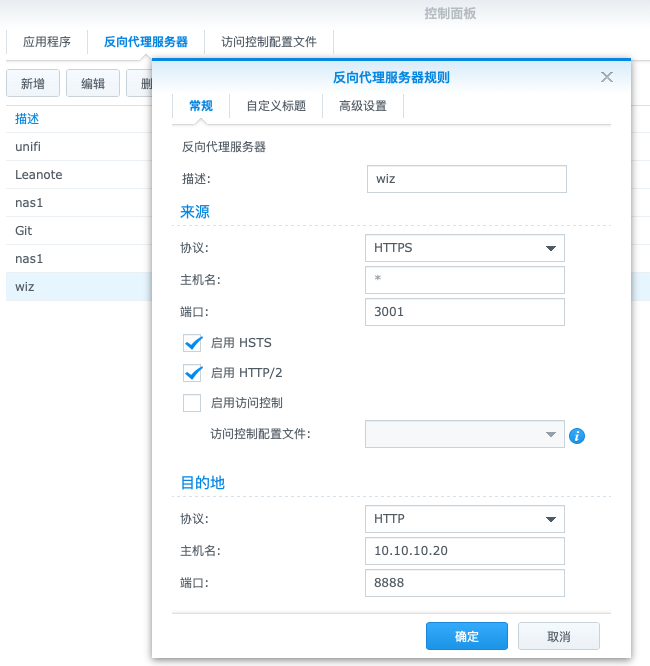 控制面板
应用程序 反向代理服务器 访问控制配置文件
新增 编辑 删
反向代理服务器规则
常规 自定义标题 高级设置
描述
unifi
Leanote
nas1
Git
nas1
wiz
反向代理服务器
描述: wiz
来源
协议: HTTPS
主机名: *
端口: 3001
启用 HSTS
启用 HTTP/2
启用访问控制
访问控制配置文件: i
目的地
协议: HTTP
主机名: 10.10.10.20
端口: 8888
确定 取消